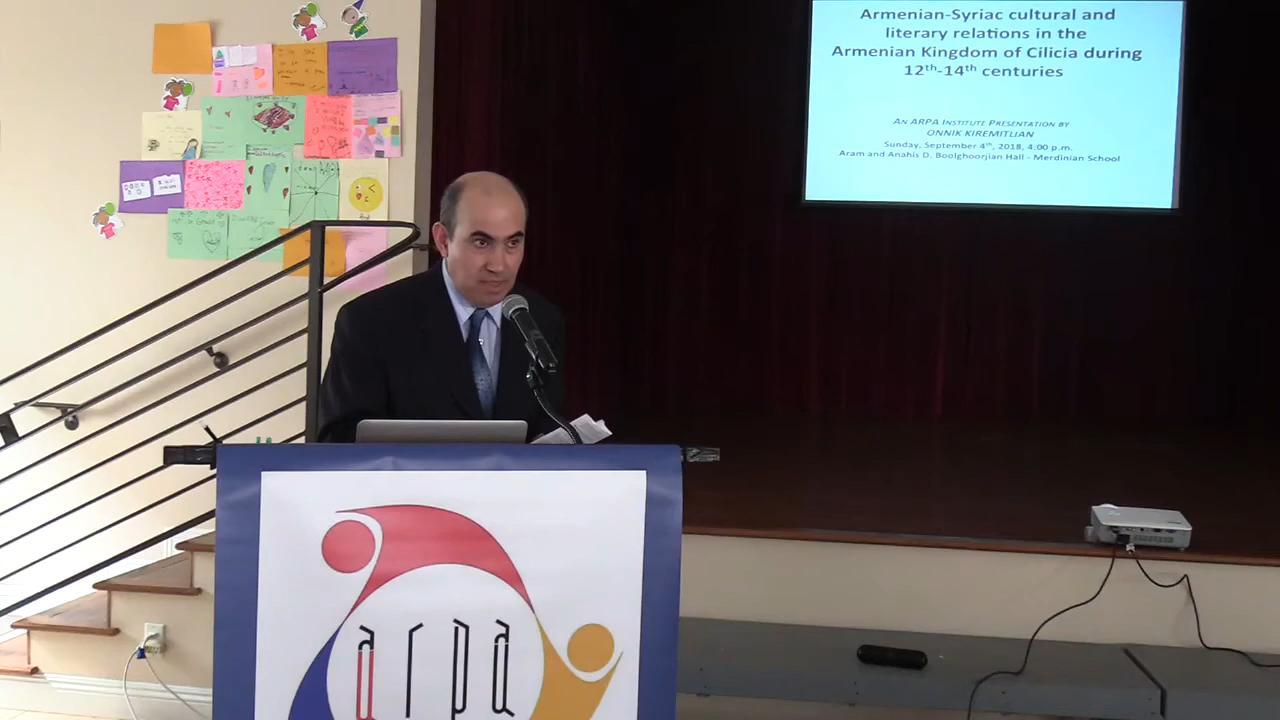 Armenian-Syriac cultural and
literary relations in the
Armenian Kingdom of Cilicia during
12th-14th centuries
AN ARPA INSTITUTE PRESENTATION BY
ONNIK KIREMITLIAN
Sunday, September 4th, 2018, 4:00 p.m.
Aram and Anahis D. Boolghoorjian Hall - Merdinian School
arpa